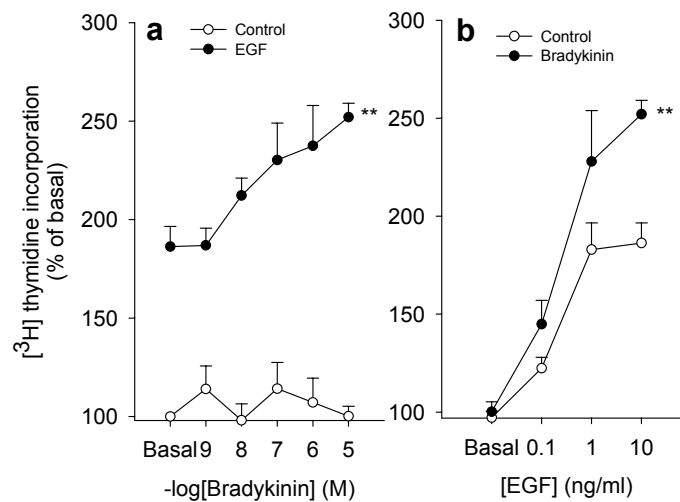 300
a
Control
EGF
**
250
200
150
100
Basal 9 8 7 6 5
-log[Bradykinin] (M)
[³H] thymidine incorporation
(% of basal)
300
b
Control
Bradykinin
**
250
200
150
100
Basal 0.1 1 10
[EGF] (ng/ml)